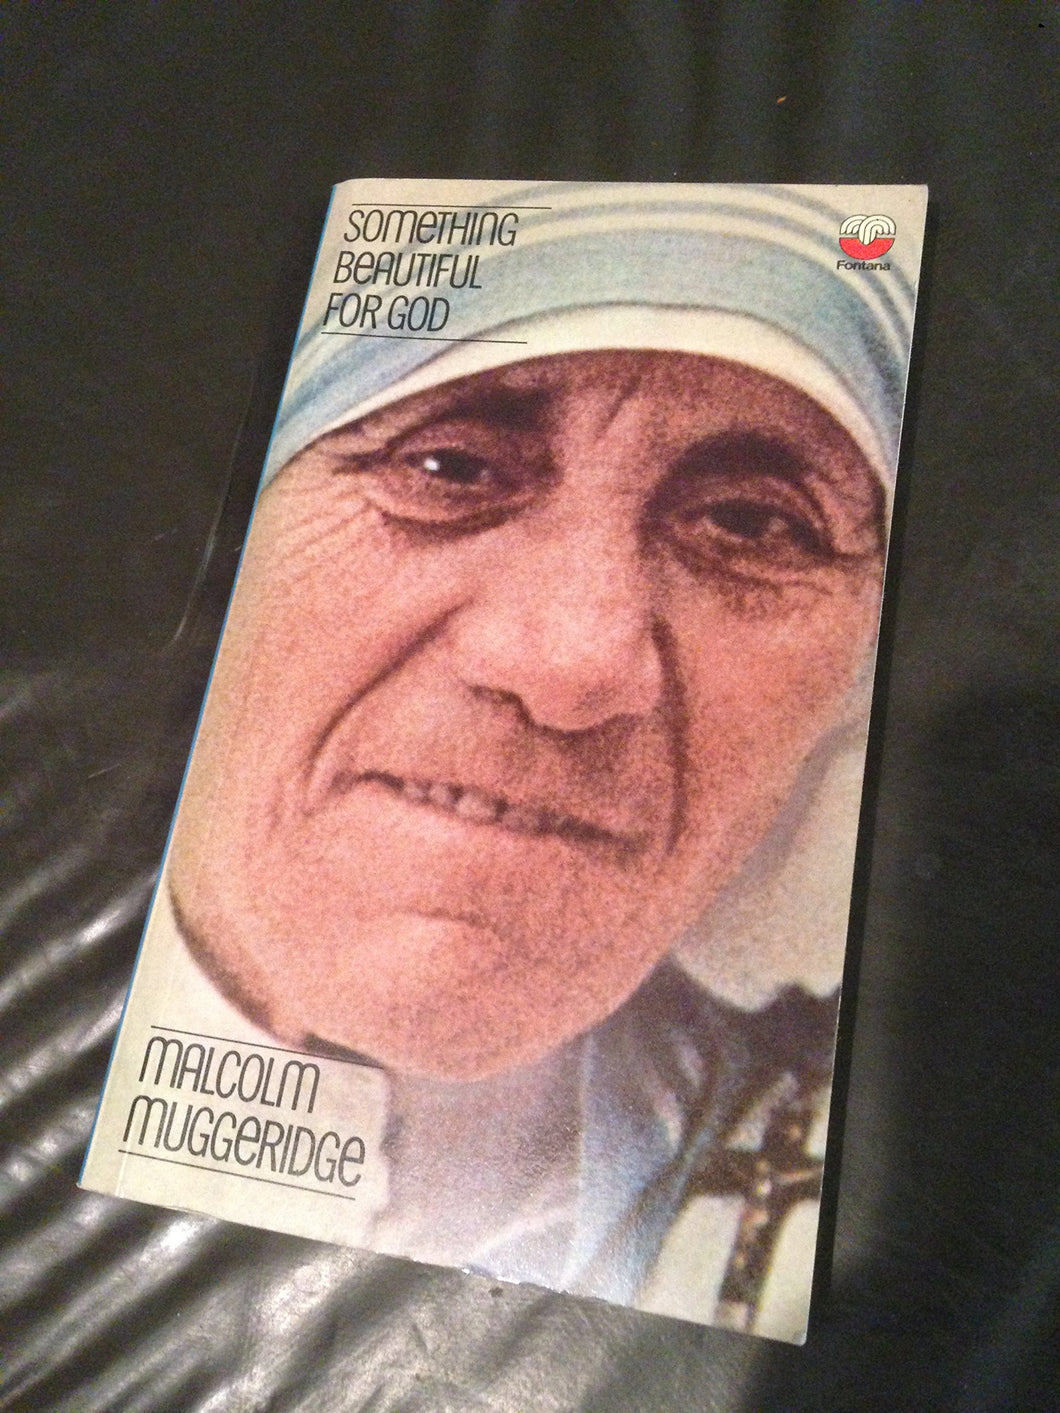 SOMETHING
BEAUTIFUL
FOR GOD
Fontana
MALCOLM
MUGGERIDGE